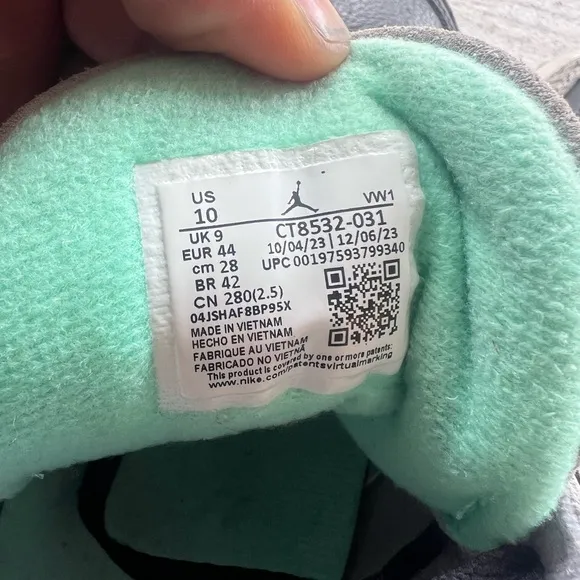 US
10
VW1
UK 9
CT8532-031
EUR 44
10/04/23 | 12/06/23
cm 28
UPC 00197593799340
BR 42
CN 280(2.5)
04JSHAF8BP95X
MADE IN VIETNAM
HECHO EN VIETNAM
FABRIQUE AU VIETNAM
FABRICADO NO VIETNÃ
This product is covered by one or more patents:
www.nike.com/patentsvirtualmarking